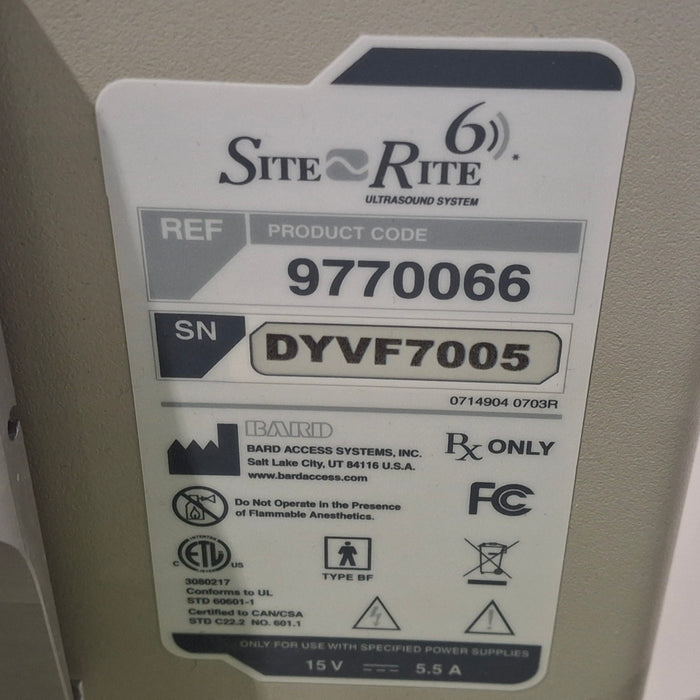 SITE RITE 6 *
ULTRASOUND SYSTEM
REF PRODUCT CODE
9770066
SN DYVF7005
0714904 0703R
BARD
BARD ACCESS SYSTEMS, INC.
Salt Lake City, UT 84116 U.S.A.
www.bardaccess.com
Rx ONLY
Do Not Operate in the Presence
of Flammable Anesthetics.
FC
INTERTEK
C ETL US
3080217
Conforms to UL
STD 60601-1
Certified to CAN/CSA
STD C22.2 NO. 601.1
TYPE BF
ONLY FOR USE WITH SPECIFIED POWER SUPPLIES
15 V 5.5 A